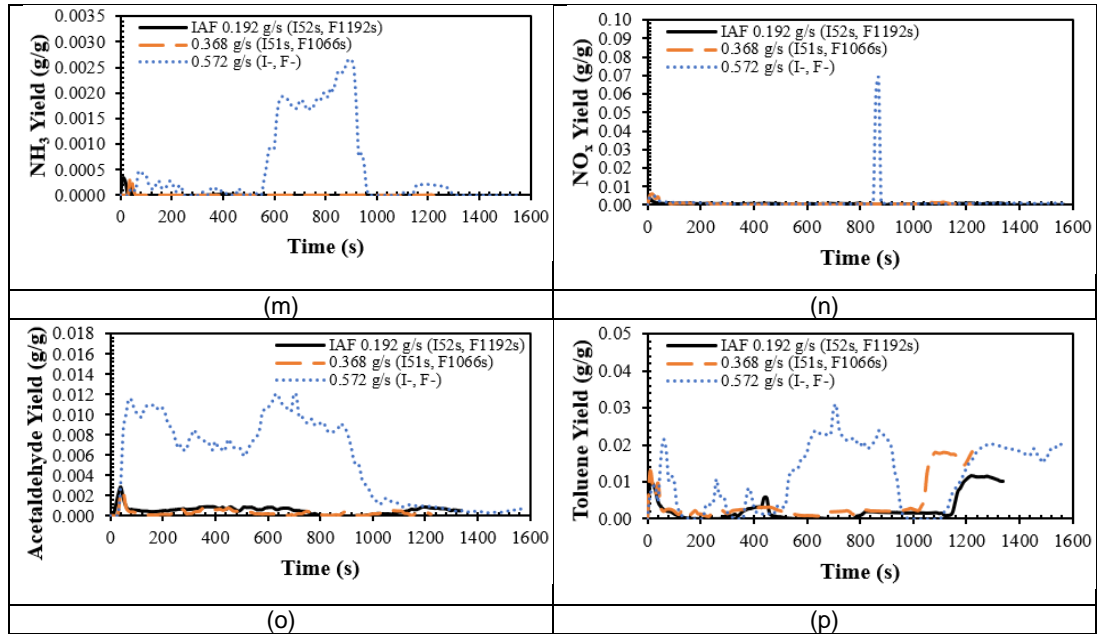 NH₃ Yield (g/g)
0.0035
0.0030
0.0025
0.0020
0.0015
0.0010
0.0005
0.0000
IAF 0.192 g/s (I52s, F1192s)
0.368 g/s (I51s, F1066s)
0.572 g/s (I-, F-)
0 200 400 600 800 1000 1200 1400 1600
Time (s)
(m)
NOₓ Yield (g/g)
0.10
0.09
0.08
0.07
0.06
0.05
0.04
0.03
0.02
0.01
0.00
IAF 0.192 g/s (I52s, F1192s)
0.368 g/s (I51s, F1066s)
0.572 g/s (I-, F-)
0 200 400 600 800 1000 1200 1400 1600
Time (s)
(n)
Acetaldehyde Yield (g/g)
0.018
0.016
0.014
0.012
0.010
0.008
0.006
0.004
0.002
0.000
IAF 0.192 g/s (I52s, F1192s)
0.368 g/s (I51s, F1066s)
0.572 g/s (I-, F-)
0 200 400 600 800 1000 1200 1400 1600
Time (s)
(o)
Toluene Yield (g/g)
0.05
0.04
0.03
0.02
0.01
0.00
IAF 0.192 g/s (I52s, F1192s)
0.368 g/s (I51s, F1066s)
0.572 g/s (I-, F-)
0 200 400 600 800 1000 1200 1400 1600
Time (s)
(p)